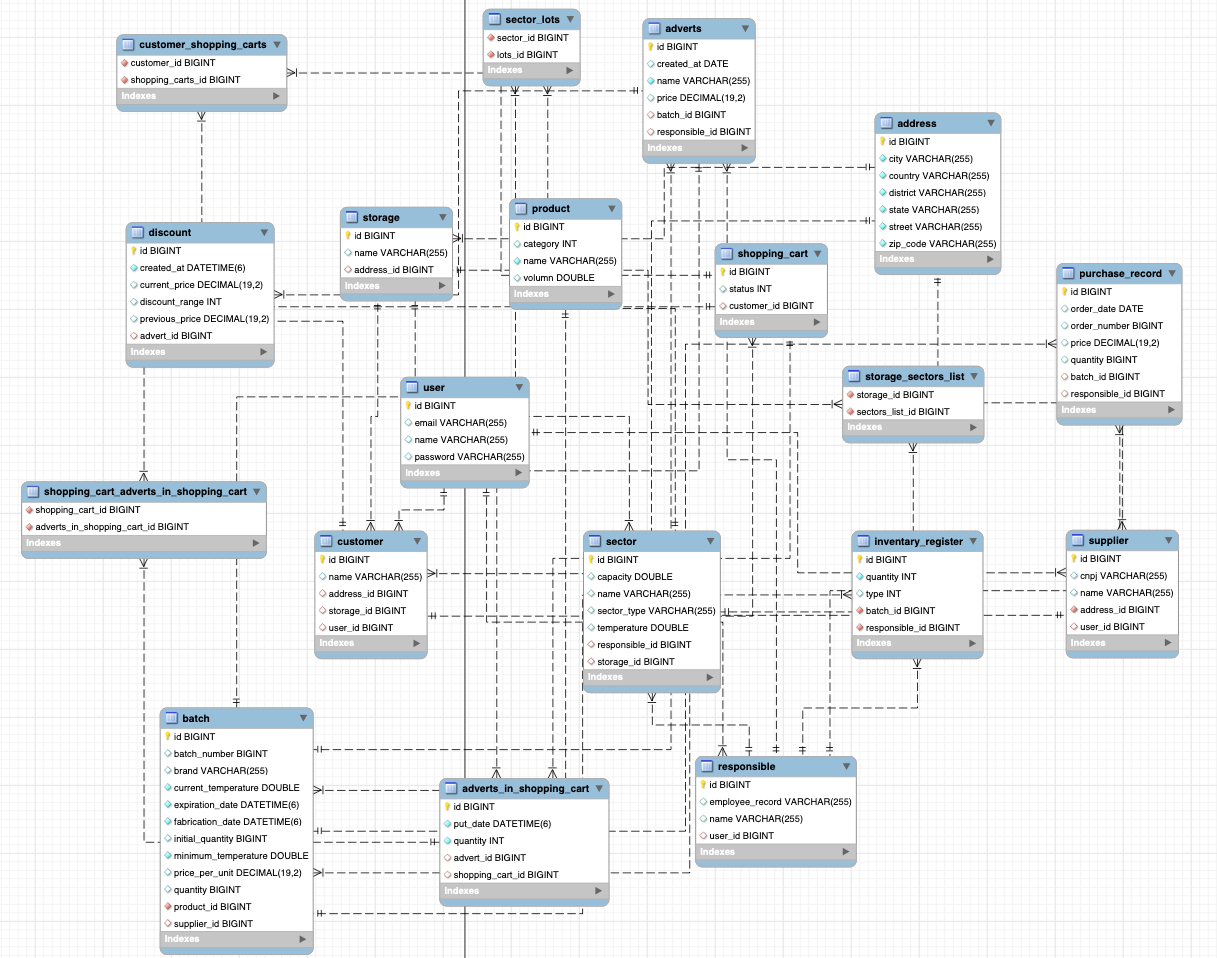 sector_lots
sector_id BIGINT
lots_id BIGINT
Indexes
adverts
id BIGINT
created_at DATE
name VARCHAR(255)
price DECIMAL(19,2)
batch_id BIGINT
responsible_id BIGINT
Indexes
customer_shopping_carts
customer_id BIGINT
shopping_carts_id BIGINT
Indexes
address
id BIGINT
city VARCHAR(255)
country VARCHAR(255)
district VARCHAR(255)
state VARCHAR(255)
street VARCHAR(255)
zip_code VARCHAR(255)
Indexes
discount
id BIGINT
created_at DATETIME(6)
current_price DECIMAL(19,2)
discount_range INT
previous_price DECIMAL(19,2)
advert_id BIGINT
Indexes
storage
id BIGINT
name VARCHAR(255)
address_id BIGINT
Indexes
product
id BIGINT
category INT
name VARCHAR(255)
volumn DOUBLE
Indexes
shopping_cart
id BIGINT
status INT
customer_id BIGINT
Indexes
purchase_record
id BIGINT
order_date DATE
order_number BIGINT
price DECIMAL(19,2)
quantity BIGINT
batch_id BIGINT
responsible_id BIGINT
Indexes
user
id BIGINT
email VARCHAR(255)
name VARCHAR(255)
password VARCHAR(255)
Indexes
storage_sectors_list
storage_id BIGINT
sectors_list_id BIGINT
Indexes
shopping_cart_adverts_in_shopping_cart
shopping_cart_id BIGINT
adverts_in_shopping_cart_id BIGINT
Indexes
customer
id BIGINT
name VARCHAR(255)
address_id BIGINT
storage_id BIGINT
user_id BIGINT
Indexes
sector
id BIGINT
capacity DOUBLE
name VARCHAR(255)
sector_type VARCHAR(255)
temperature DOUBLE
responsible_id BIGINT
storage_id BIGINT
Indexes
inventory_register
id BIGINT
quantity INT
type INT
batch_id BIGINT
responsible_id BIGINT
Indexes
supplier
id BIGINT
cnpj VARCHAR(255)
name VARCHAR(255)
address_id BIGINT
user_id BIGINT
Indexes
batch
id BIGINT
batch_number BIGINT
brand VARCHAR(255)
current_temperature DOUBLE
expiration_date DATETIME(6)
fabrication_date DATETIME(6)
initial_quantity BIGINT
minimum_temperature DOUBLE
price_per_unit DECIMAL(19,2)
quantity BIGINT
product_id BIGINT
supplier_id BIGINT
Indexes
adverts_in_shopping_cart
id BIGINT
put_date DATETIME(6)
quantity INT
advert_id BIGINT
shopping_cart_id BIGINT
Indexes
responsible
id BIGINT
employee_record VARCHAR(255)
name VARCHAR(255)
user_id BIGINT
Indexes